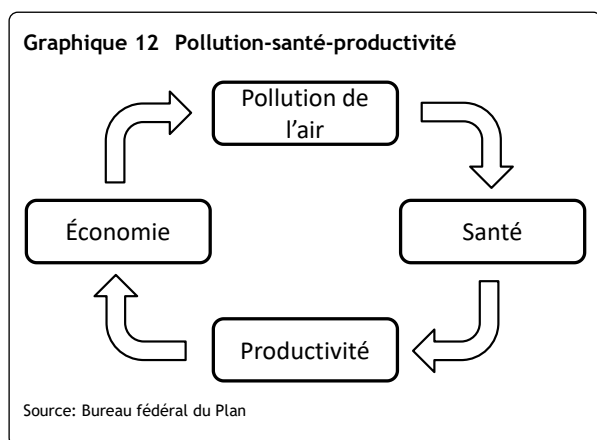 Graphique 12 Pollution-santé-productivité
Pollution de
l'air
Économie
Santé
Productivité
Source: Bureau fédéral du Plan